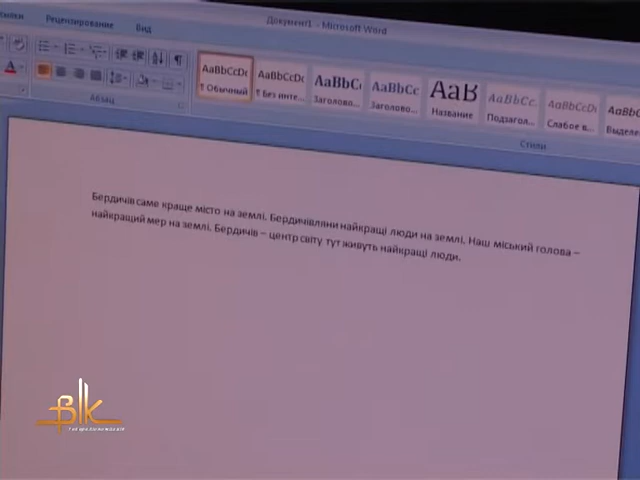 Документ1 - Microsoft Word
Рецензирование Вид
AaBbCcDc AaBbCcDc AaBbC AaBbCc AaB AaBbCc. AaBbCcDc
¶ Обычный ¶ Без инте... Заголово... Заголово... Название Подзагол... Слабое в... Выделе
Абзац Стили
Бердичів саме краще місто на землі. Бердичівляни найкращі люди на землі. Наш міський голова –
найкращий мер на землі. Бердичів – центр світу тут живуть найкращі люди.
ВІК